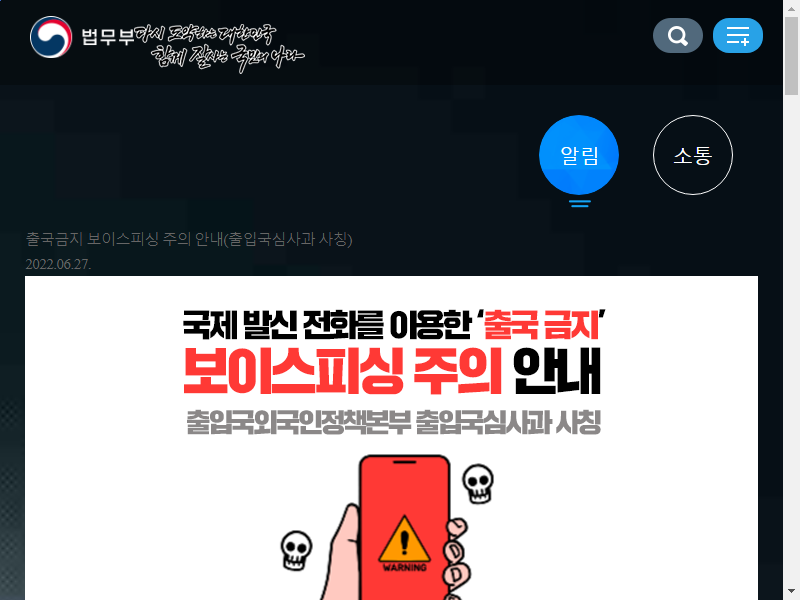 법무부
다시 도약하는 대한민국
함께 잘사는 국민의 나라
알림
소통
출국금지 보이스피싱 주의 안내(출입국심사과 사칭)
2022.06.27.
국제 발신 전화를 이용한 ‘출국 금지’
보이스피싱 주의 안내
출입국외국인정책본부 출입국심사과 사칭
WARNING